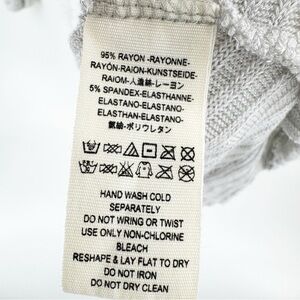 95% RAYON-RAYONNE-
RAYÓN-RAION-KUNSTSEIDE-
RAIOM-人造絲-レーヨン
5% SPANDEX-ELASTHANNE-
ELASTANO-ELASTANO-
ELASTHAN-ELASTANO-
氨綸-ポリウレタン
HAND WASH COLD
SEPARATELY
DO NOT WRING OR TWIST
USE ONLY NON-CHLORINE
BLEACH
RESHAPE & LAY FLAT TO DRY
DO NOT IRON
DO NOT DRY CLEAN